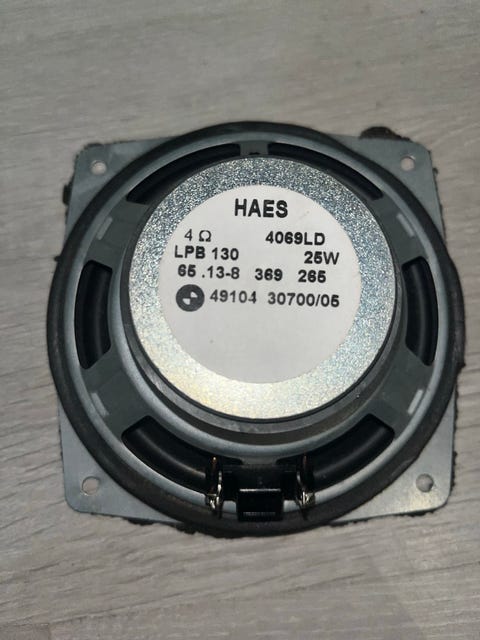 HAES
4 Ω 4069LD
LPB 130 25W
65 .13-8 369 265
49104 30700/05